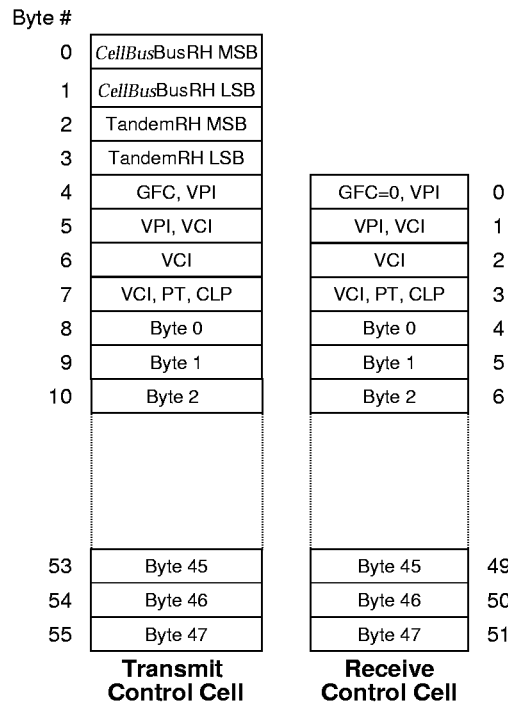 Byte #
0 CellBusBusRH MSB
1 CellBusBusRH LSB
2 TandemRH MSB
3 TandemRH LSB
4 GFC, VPI GFC=0, VPI 0
5 VPI, VCI VPI, VCI 1
6 VCI VCI 2
7 VCI, PT, CLP VCI, PT, CLP 3
8 Byte 0 Byte 0 4
9 Byte 1 Byte 1 5
10 Byte 2 Byte 2 6
53 Byte 45 Byte 45 49
54 Byte 46 Byte 46 50
55 Byte 47 Byte 47 51
Transmit Receive
Control Cell Control Cell